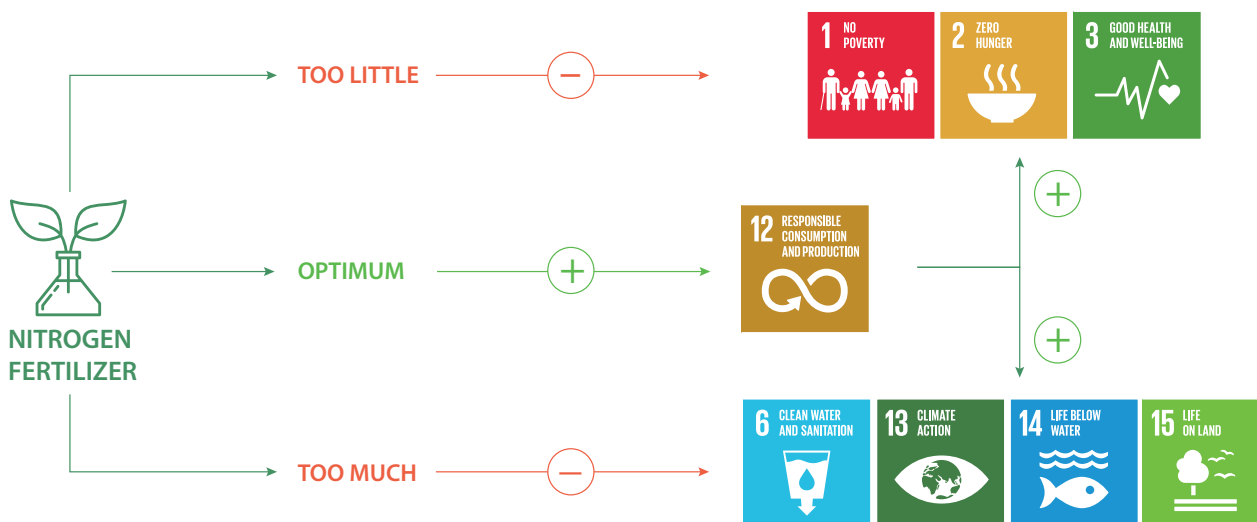 1 NO
POVERTY
2 ZERO
HUNGER
3 GOOD HEALTH
AND WELL-BEING
TOO LITTLE
12 RESPONSIBLE
CONSUMPTION
AND PRODUCTION
OPTIMUM
NITROGEN
FERTILIZER
6 CLEAN WATER
AND SANITATION
13 CLIMATE
ACTION
14 LIFE BELOW
WATER
15 LIFE
ON LAND
TOO MUCH